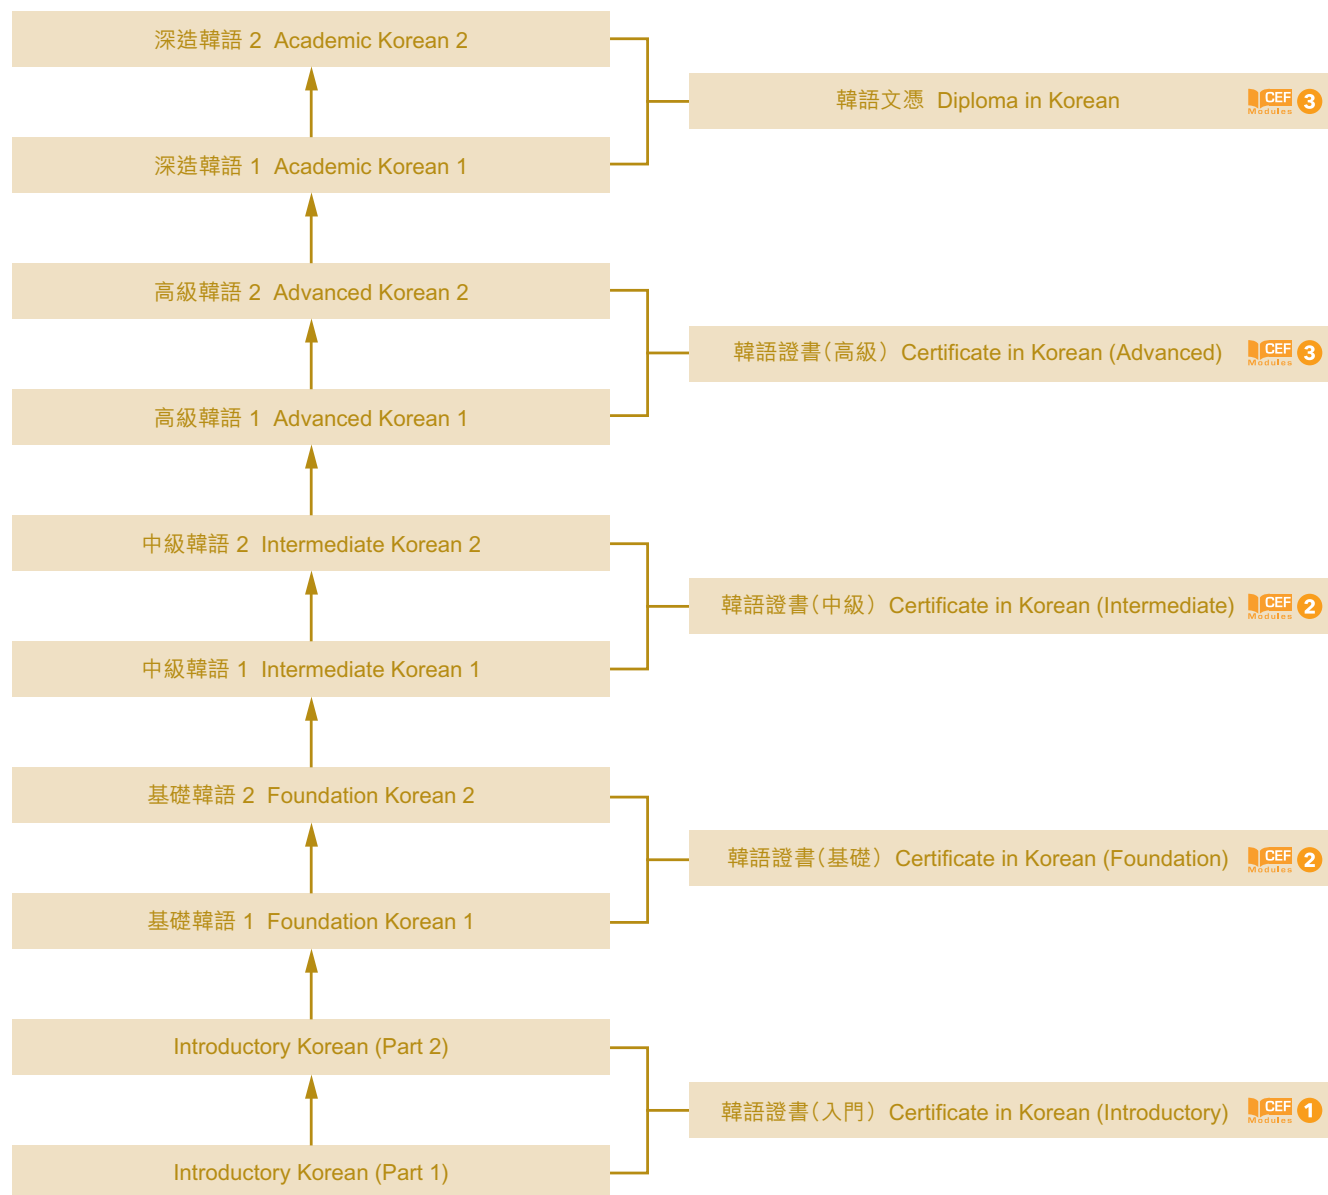 深造韓語 2 Academic Korean 2
韓語文憑 Diploma in Korean
CEF 3
Modules
深造韓語 1 Academic Korean 1
高級韓語 2 Advanced Korean 2
韓語證書(高級) Certificate in Korean (Advanced)
CEF 3
Modules
高級韓語 1 Advanced Korean 1
中級韓語 2 Intermediate Korean 2
韓語證書(中級) Certificate in Korean (Intermediate)
CEF 2
Modules
中級韓語 1 Intermediate Korean 1
基礎韓語 2 Foundation Korean 2
韓語證書(基礎) Certificate in Korean (Foundation)
CEF 2
Modules
基礎韓語 1 Foundation Korean 1
Introductory Korean (Part 2)
韓語證書(入門) Certificate in Korean (Introductory)
CEF 1
Modules
Introductory Korean (Part 1)